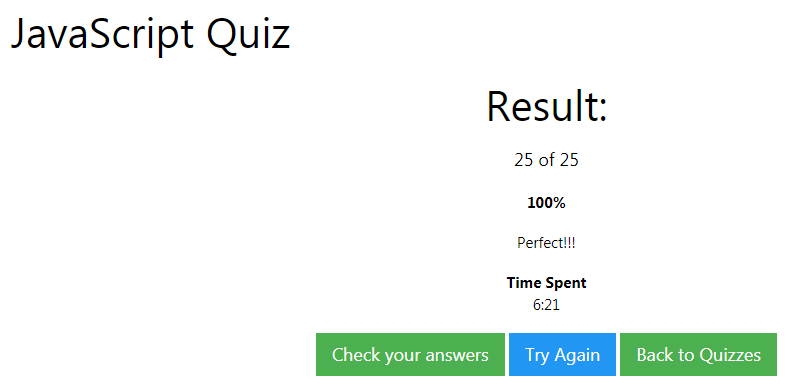 JavaScript Quiz
Result:
25 of 25
100%
Perfect!!!
Time Spent
6:21
Check your answers Try Again Back to Quizzes